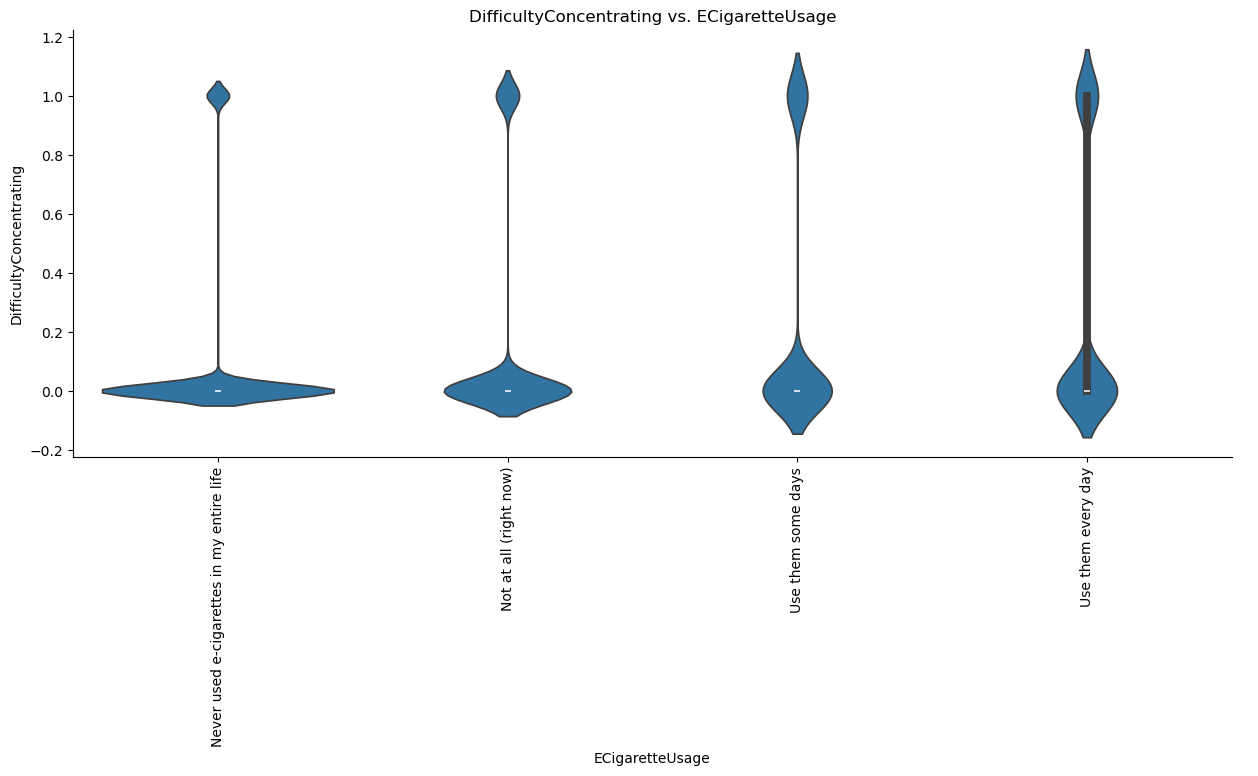 DifficultyConcentrating vs. ECigaretteUsage
1.2
1.0
0.8
0.6
0.4
0.2
0.0
−0.2
DifficultyConcentrating
Never used e-cigarettes in my entire life
Not at all (right now)
Use them some days
Use them every day
ECigaretteUsage